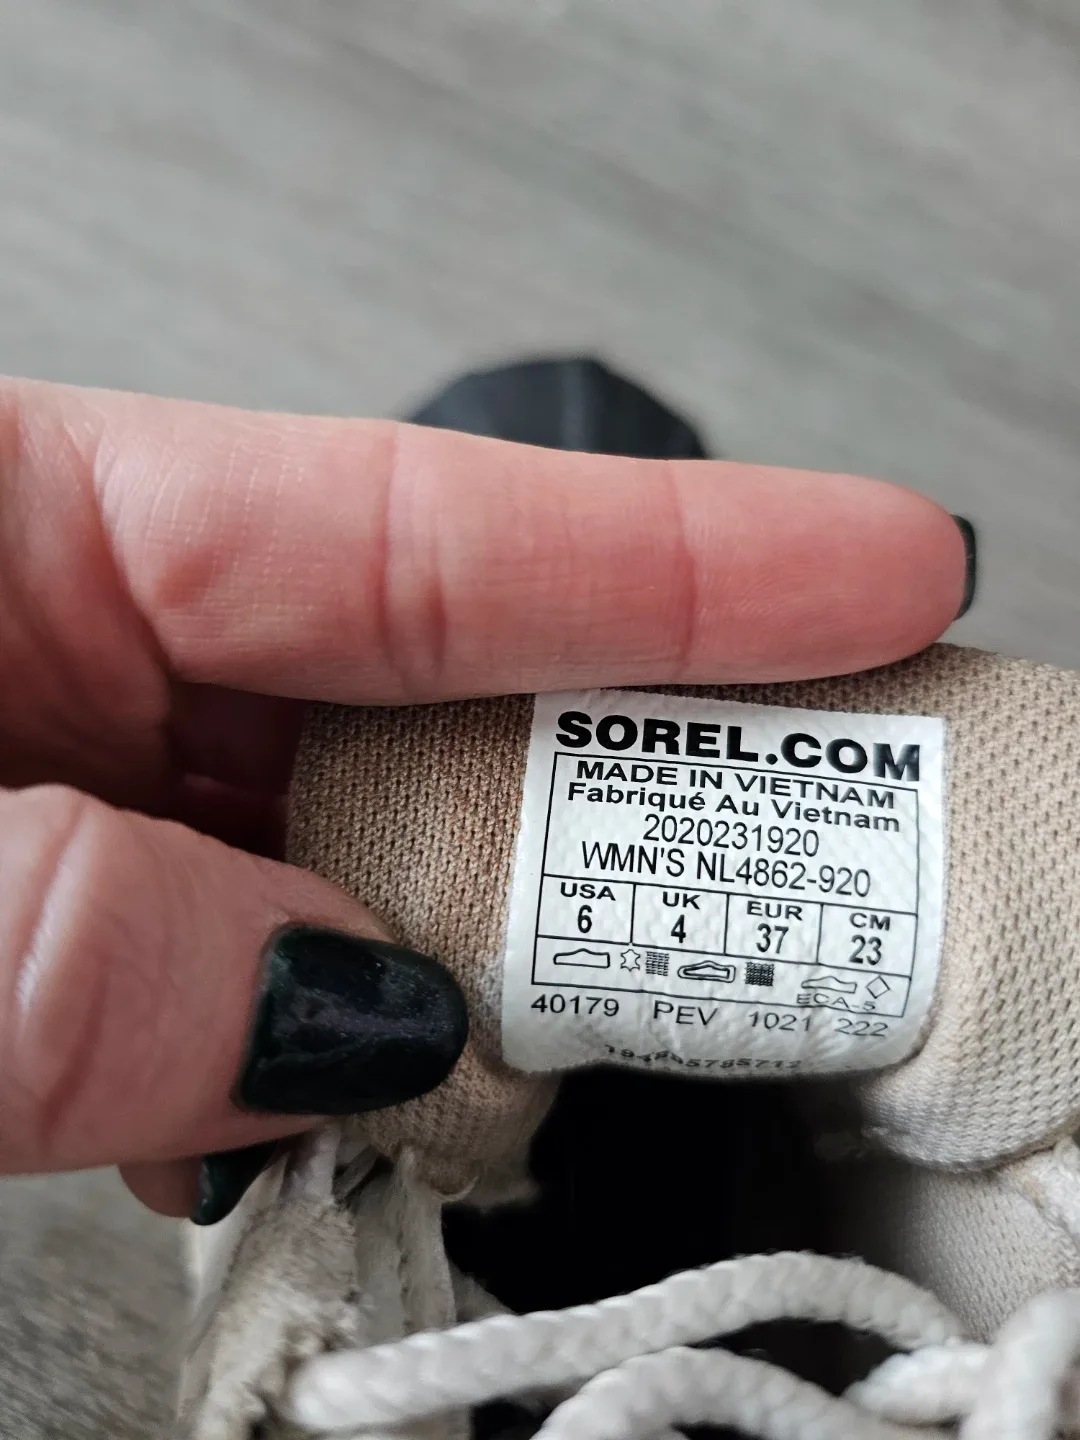 SOREL.COM
MADE IN VIETNAM
Fabriqué Au Vietnam
2020231920
WMN'S NL4862-920
USA UK EUR CM
6 4 37 23
ECA-5
40179 PEV 1021 222